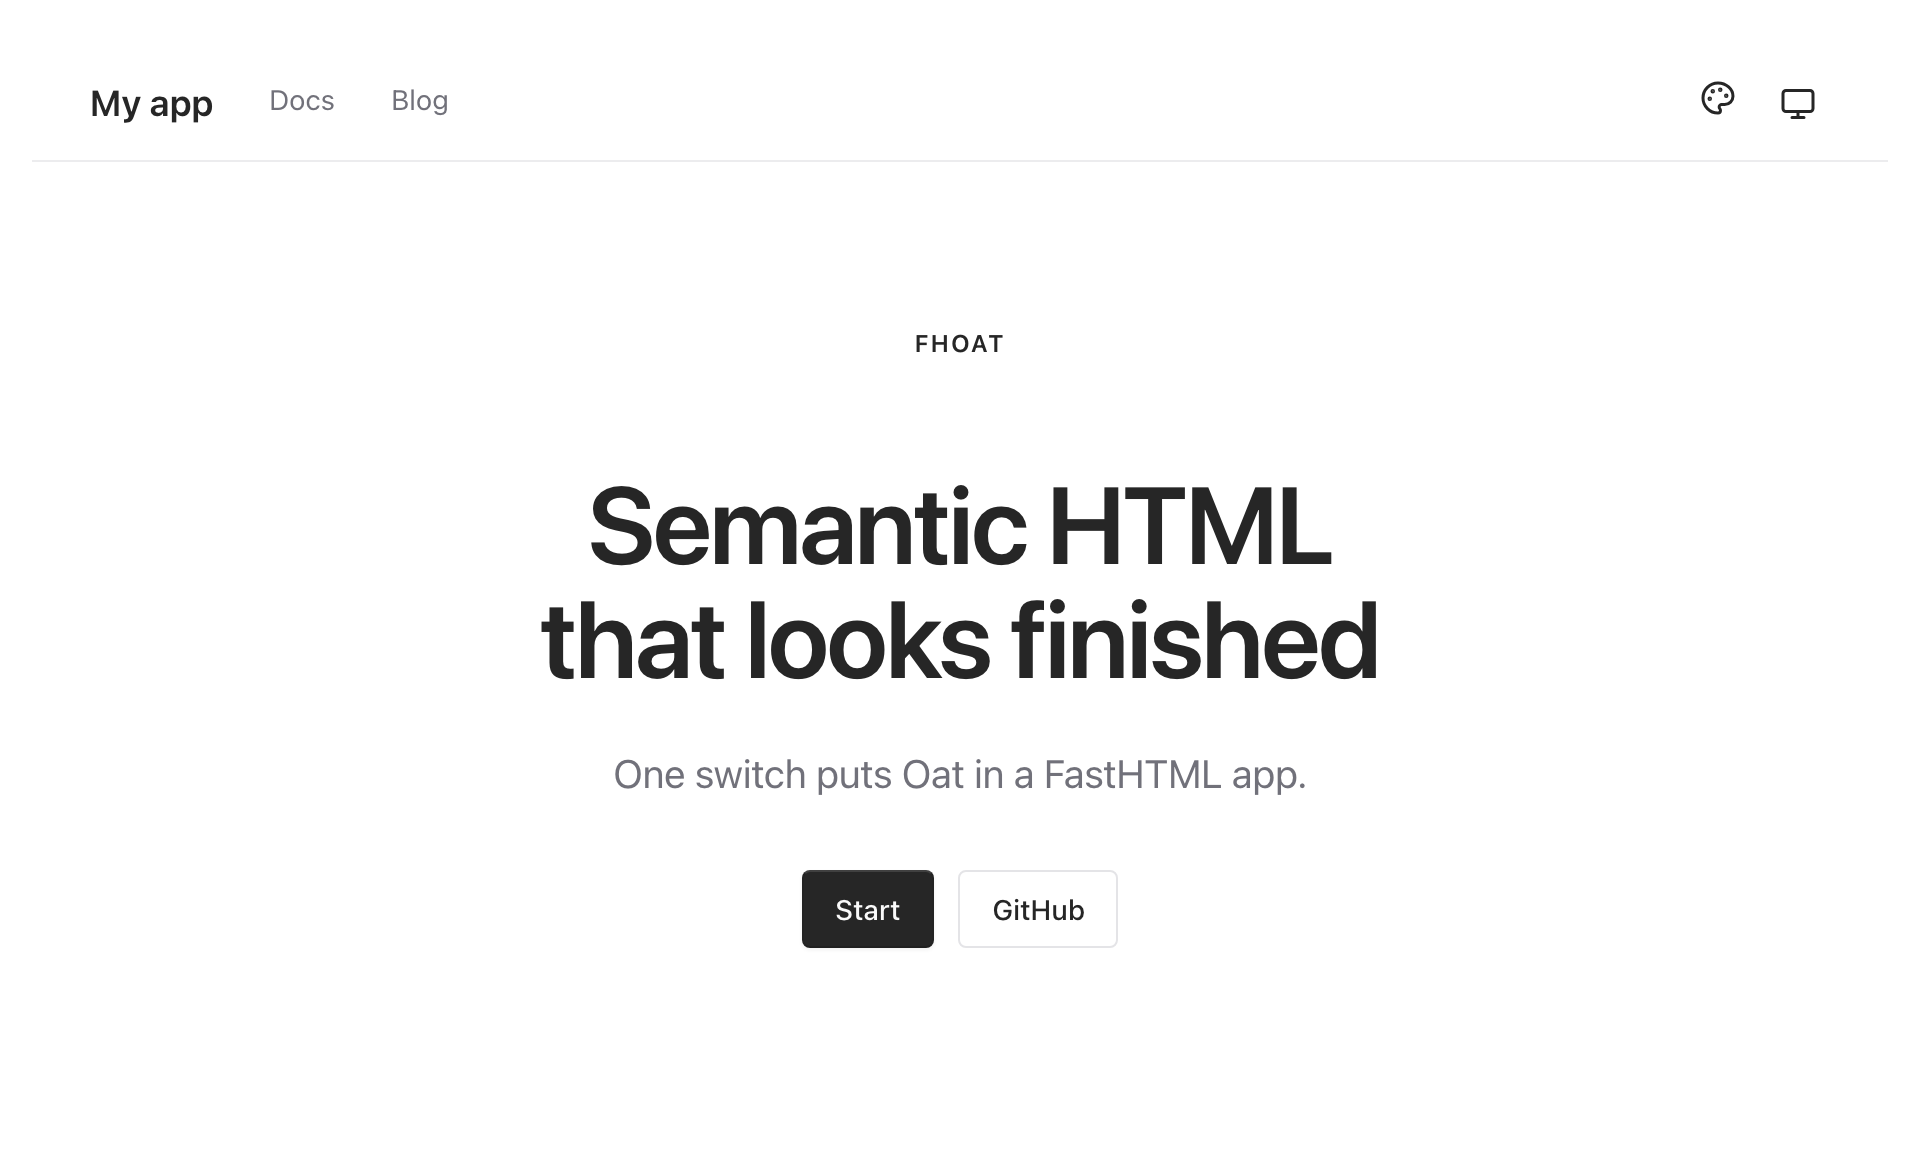 My app Docs Blog
FHOAT
Semantic HTML
that looks finished
One switch puts Oat in a FastHTML app.
Start GitHub